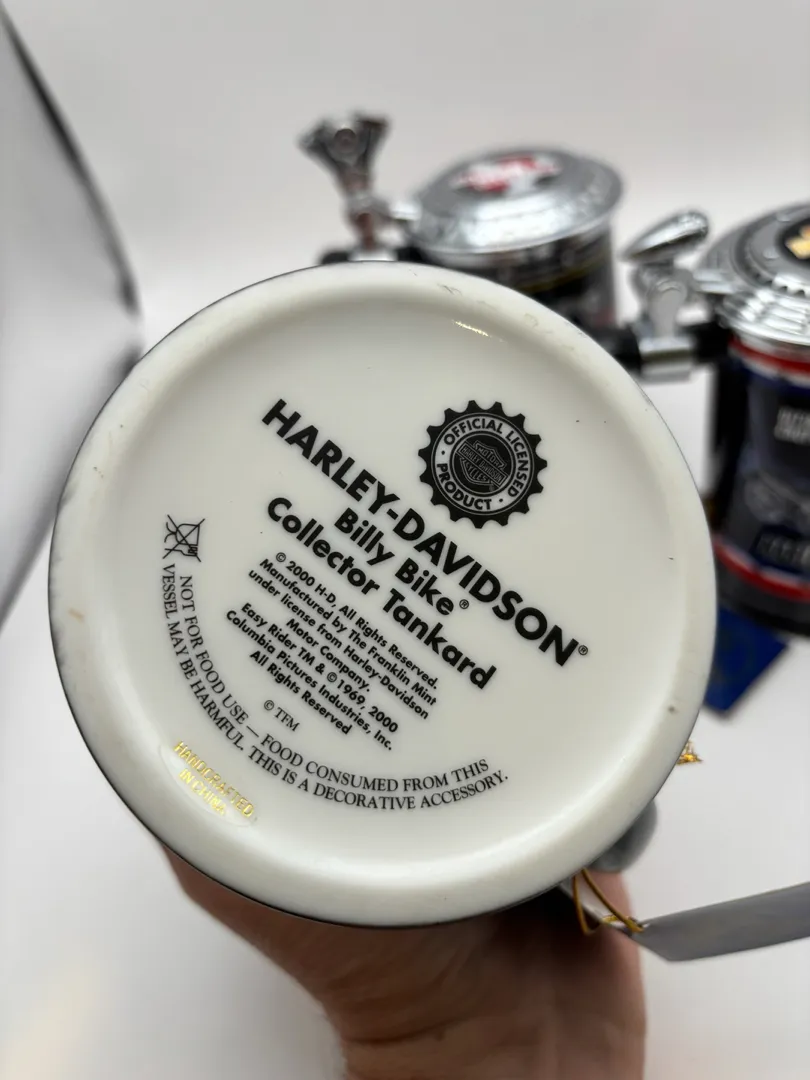 OFFICIAL LICENSED
PRODUCT
HARLEY-DAVIDSON®
Billy Bike®
Collector Tankard
© 2000 H-D, All Rights Reserved.
Manufactured by The Franklin Mint
under license from Harley-Davidson
Motor Company.
Easy Rider TM & © 1969, 2000
Columbia Pictures Industries, Inc.
All Rights Reserved
© TFM
NOT FOR FOOD USE — FOOD CONSUMED FROM THIS
VESSEL MAY BE HARMFUL. THIS IS A DECORATIVE ACCESSORY.
HANDCRAFTED
IN CHINA